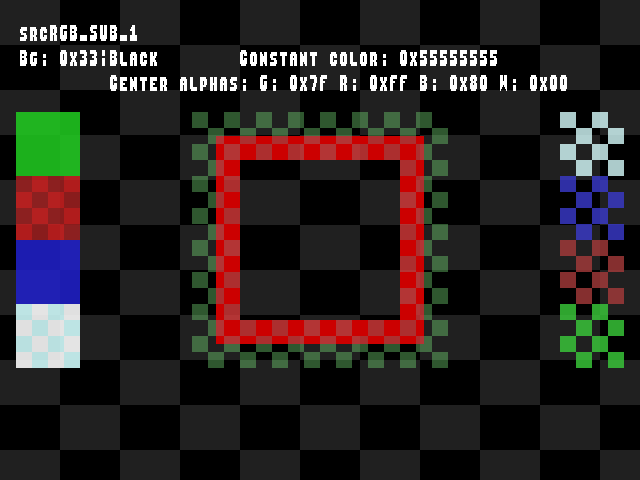 srcRGB_SUB_1
Bg: 0x33¦Black Constant color: 0x55555555
Center alphas: G: 0x7f R: 0xff B: 0x80 W: 0x00